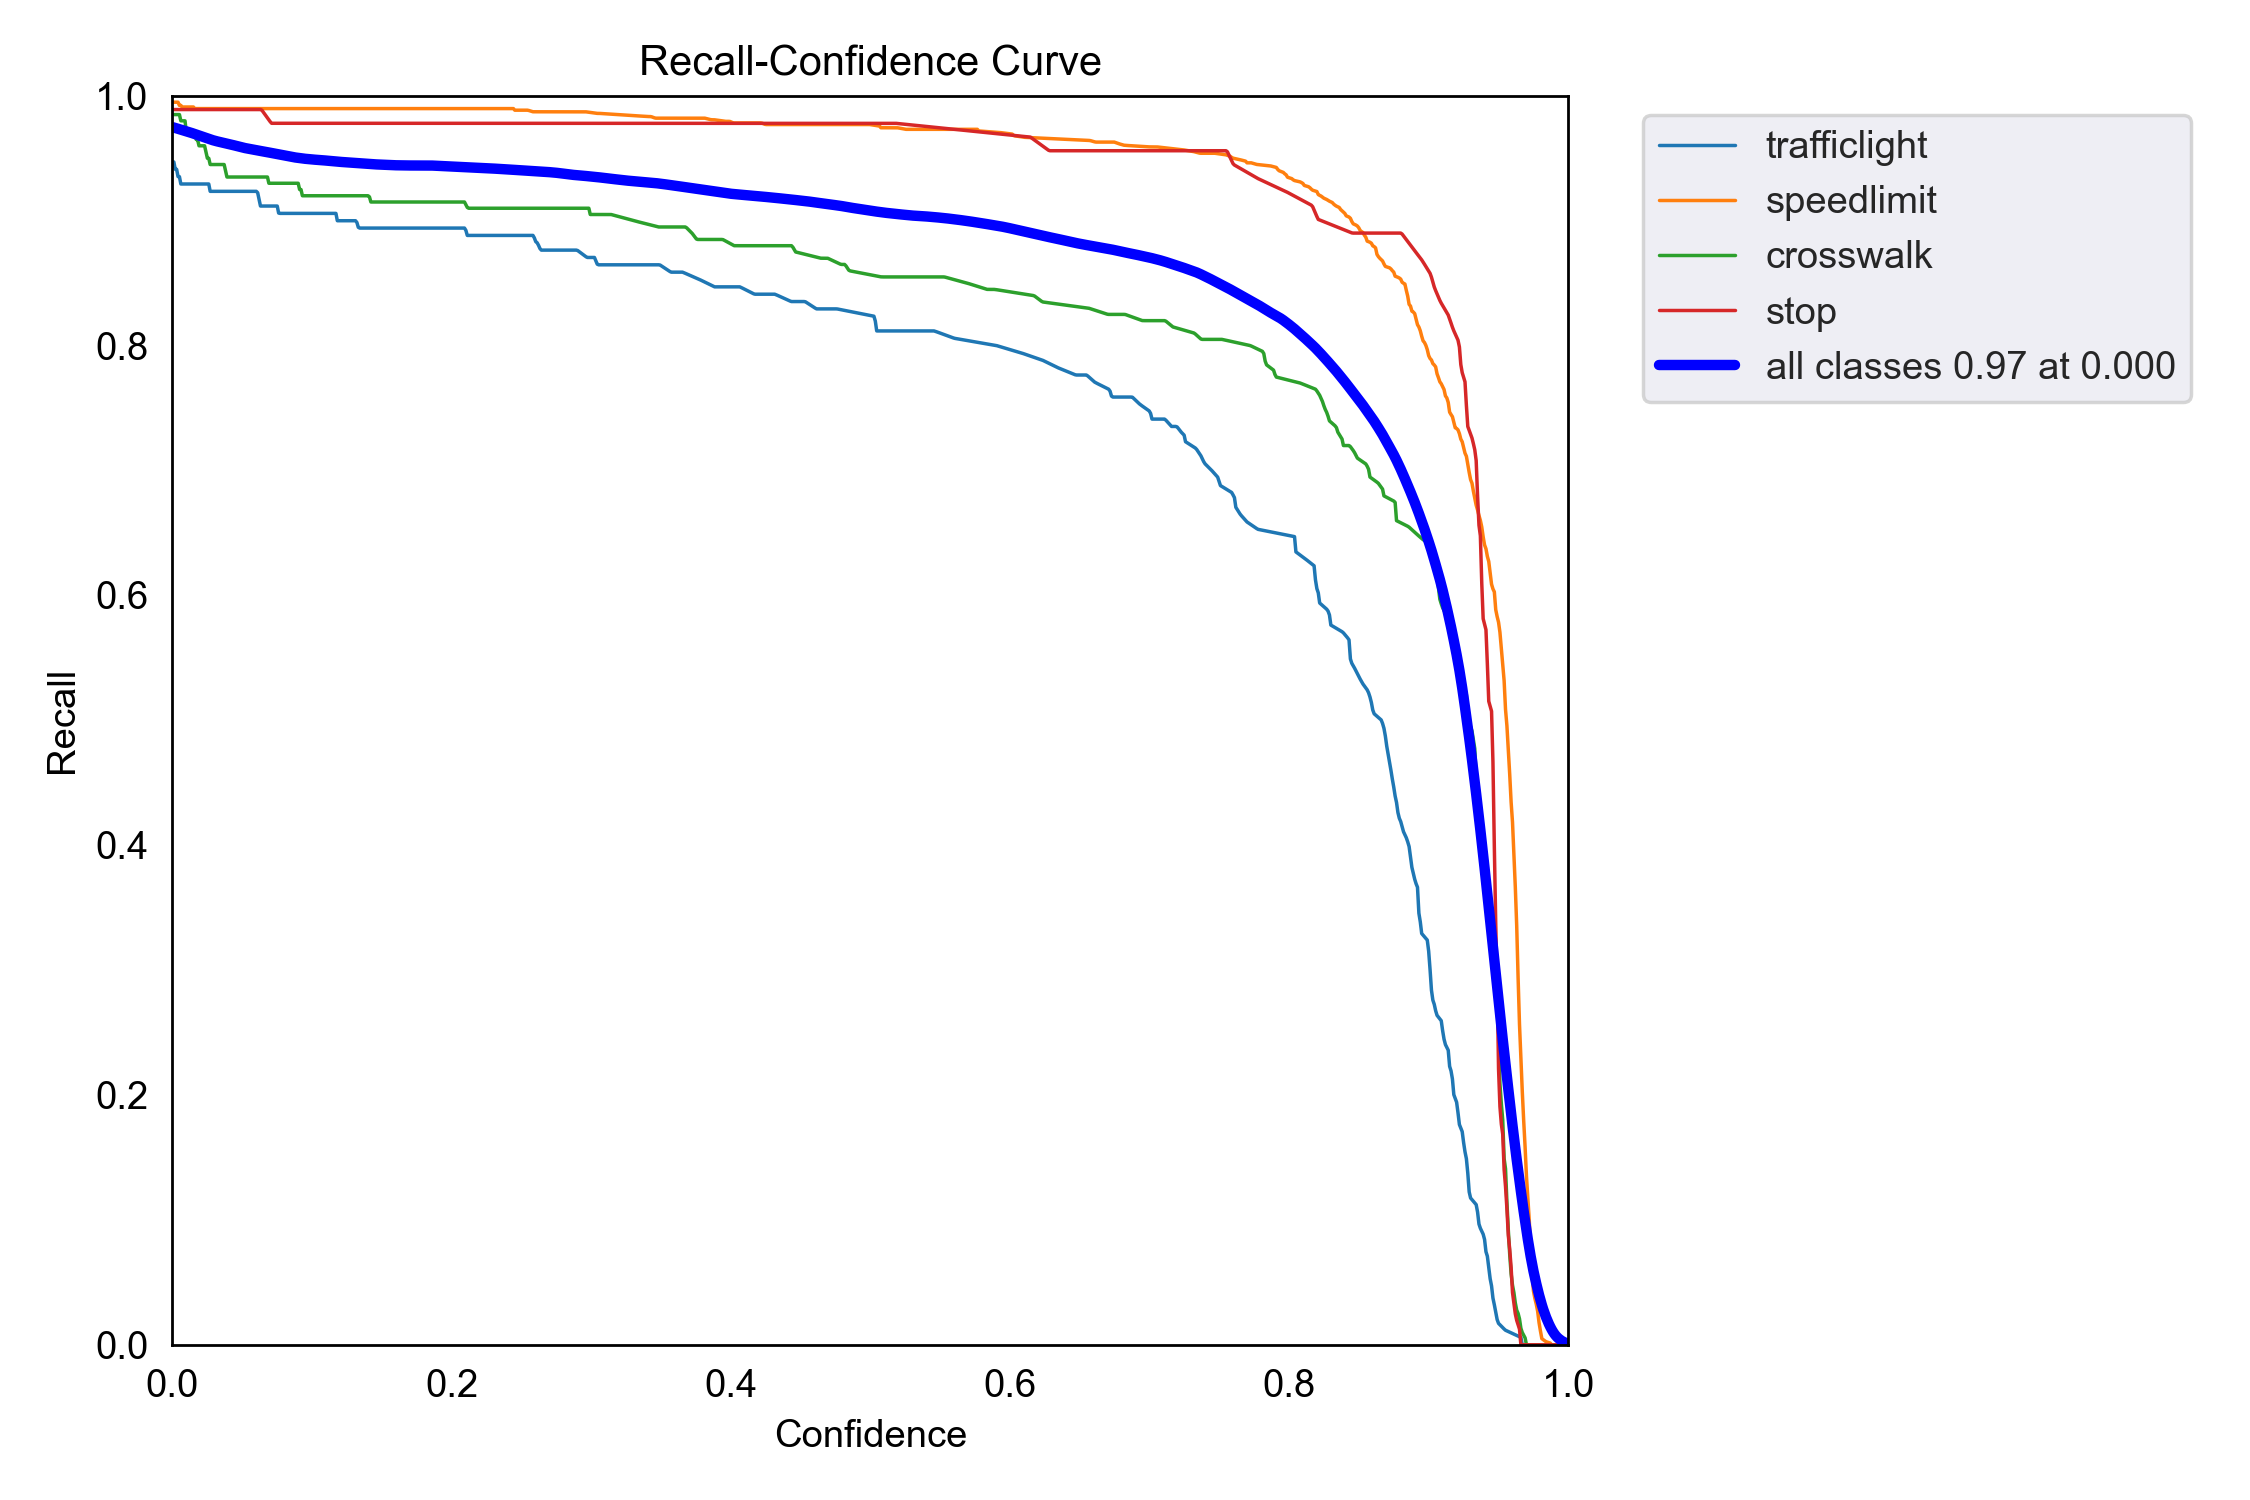 Recall-Confidence Curve
1.0
0.8
0.6
0.4
0.2
0.0
Recall
0.0 0.2 0.4 0.6 0.8 1.0
Confidence
trafficlight
speedlimit
crosswalk
stop
all classes 0.97 at 0.000